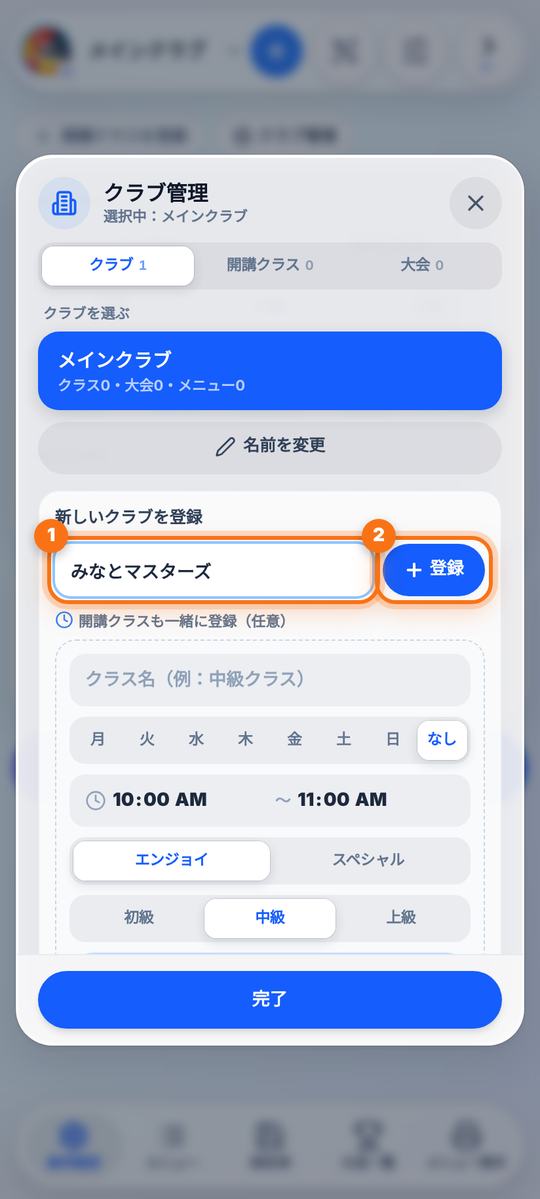 メインクラブ
クラブ管理
選択中：メインクラブ
クラブ 1
開講クラス 0
大会 0
クラブを選ぶ
メインクラブ
クラス0・大会0・メニュー0
名前を変更
新しいクラブを登録
1
2
みなとマスターズ
＋ 登録
開講クラスも一緒に登録（任意）
クラス名（例：中級クラス）
月 火 水 木 金 土 日 なし
10:00 AM 〜 11:00 AM
エンジョイ スペシャル
初級 中級 上級
完了